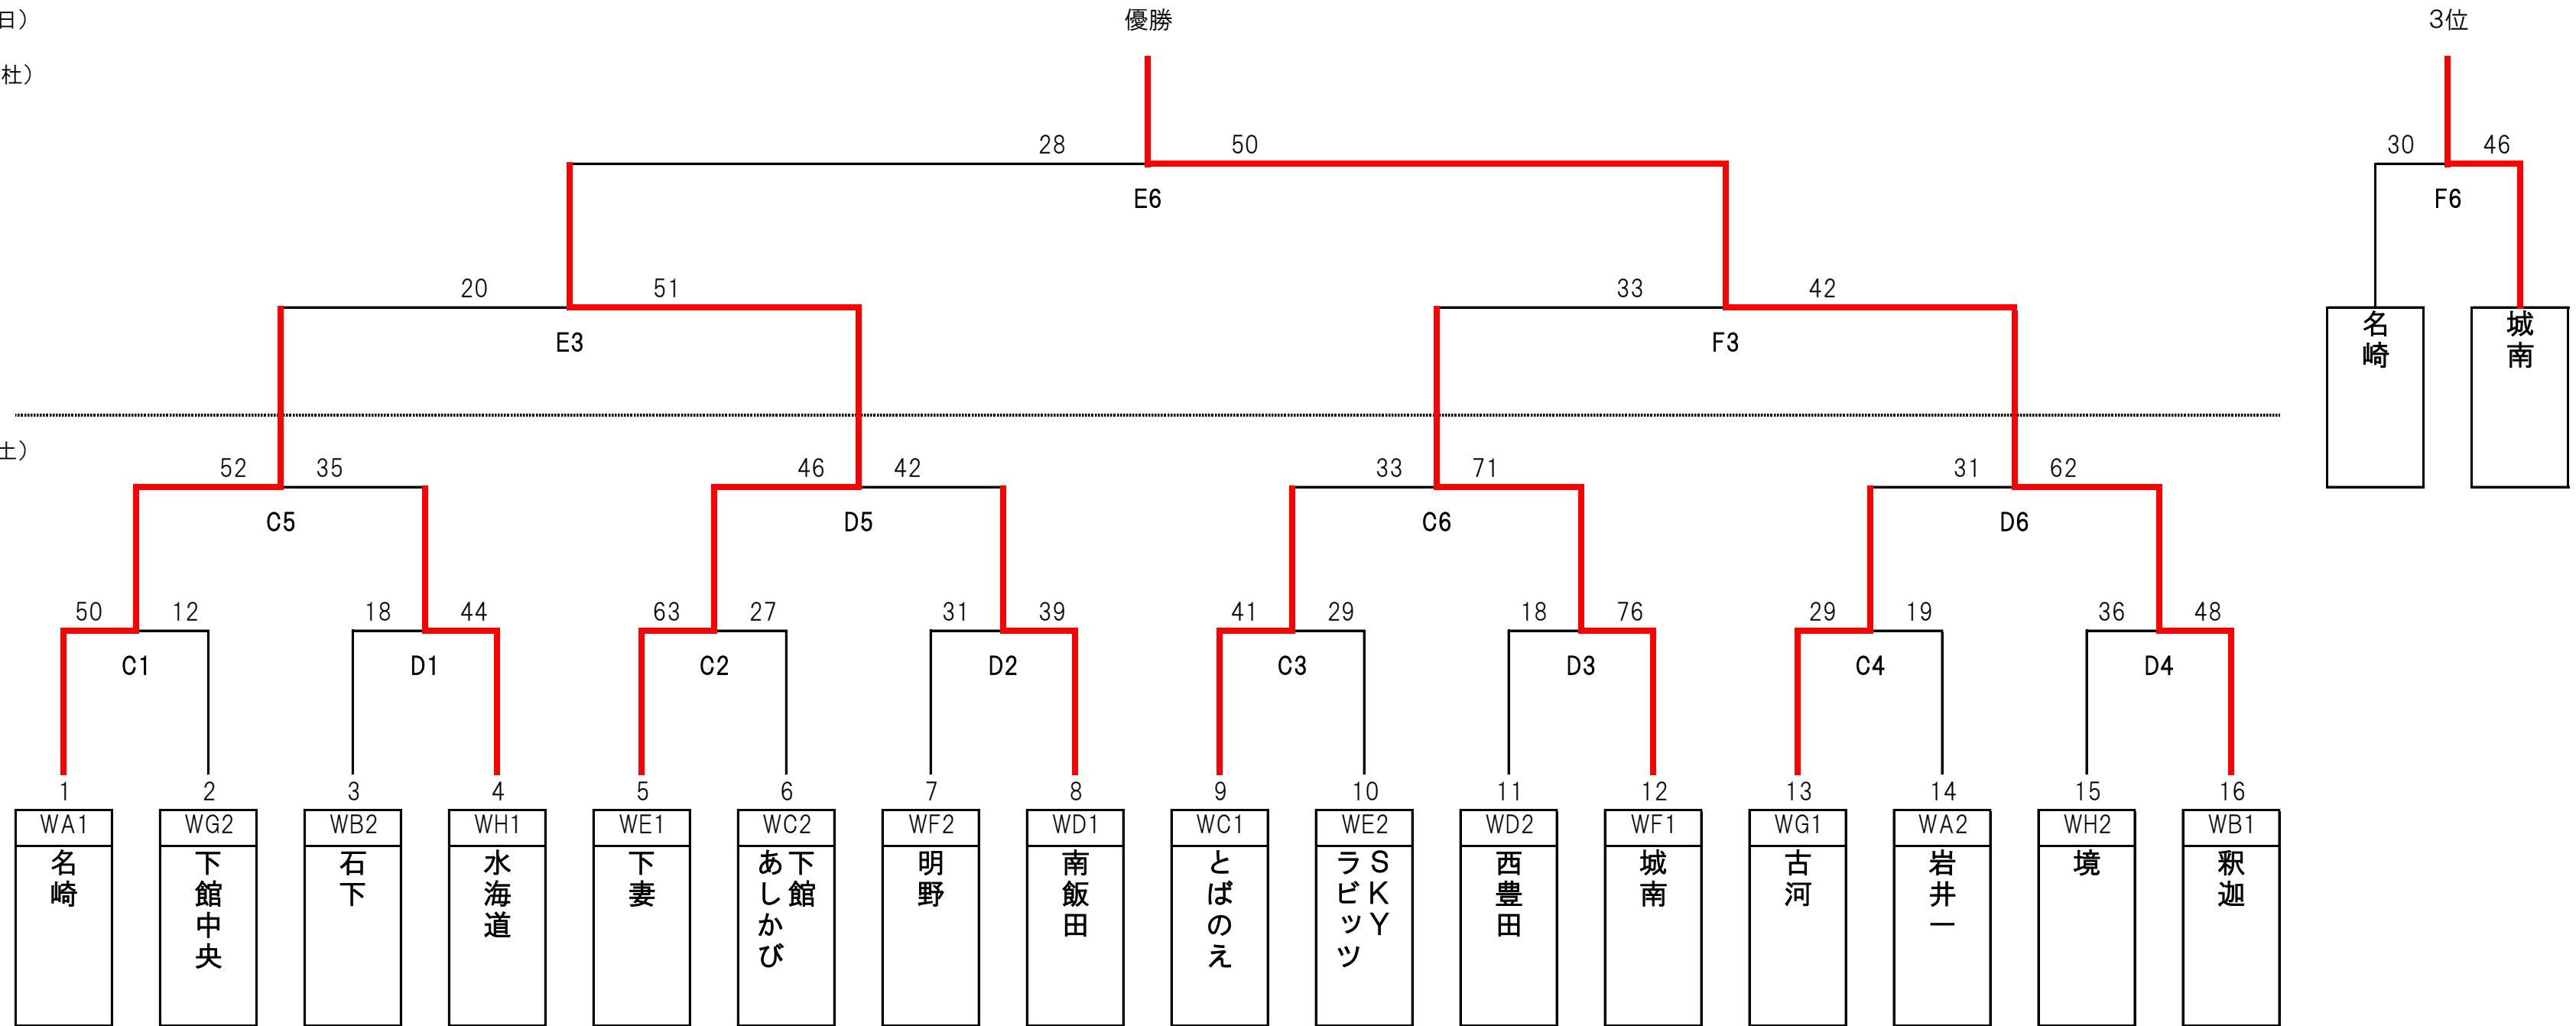 日）
優勝
３位
杜）
28
50
30
46
E6
F6
20
51
33
42
E3
F3
名崎
城南
土）
52
35
46
42
33
71
31
62
C5
D5
C6
D6
50
12
18
44
63
27
31
39
41
29
18
76
29
19
36
48
C1
D1
C2
D2
C3
D3
C4
D4
1
2
3
4
5
6
7
8
9
10
11
12
13
14
15
16
WA1
WG2
WB2
WH1
WE1
WC2
WF2
WD1
WC1
WE2
WD2
WF1
WG1
WA2
WH2
WB1
名崎
下館中央
石下
水海道
下妻
下館
あしかび
明野
南飯田
とばのえ
ＳＫＹ
ラビッツ
西豊田
城南
古河
岩井一
境
釈迦